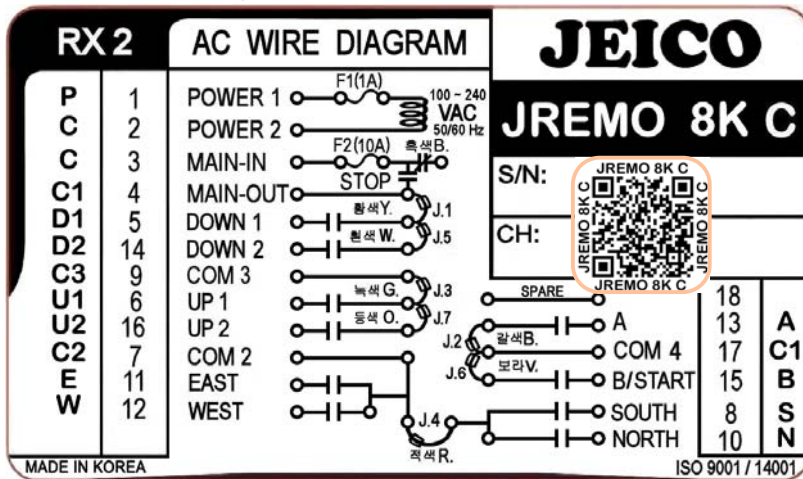 RX 2 AC WIRE DIAGRAM JEICO
JREMO 8K C
S/N:
CH:
JREMO 8K C
JREMO 8K C
JREMO 8K C
JREMO 8K C
P 1 POWER 1 F1(1A) 100 ~ 240
VAC
50/60 Hz
C 2 POWER 2
C 3 MAIN-IN F2(10A) 흑색B.
STOP
C1 4 MAIN-OUT
D1 5 DOWN 1 황색Y. J.1
D2 14 DOWN 2 흰색W. J.5
C3 9 COM 3
U1 6 UP 1 녹색G. J.3
U2 16 UP 2 등색O. J.7
C2 7 COM 2
E 11 EAST
W 12 WEST
J.4
적색R.
SPARE 18
A 13 A
J.2 갈색B.
COM 4 17 C1
J.6 보라V.
B/START 15 B
SOUTH 8 S
NORTH 10 N
MADE IN KOREA ISO 9001 / 14001